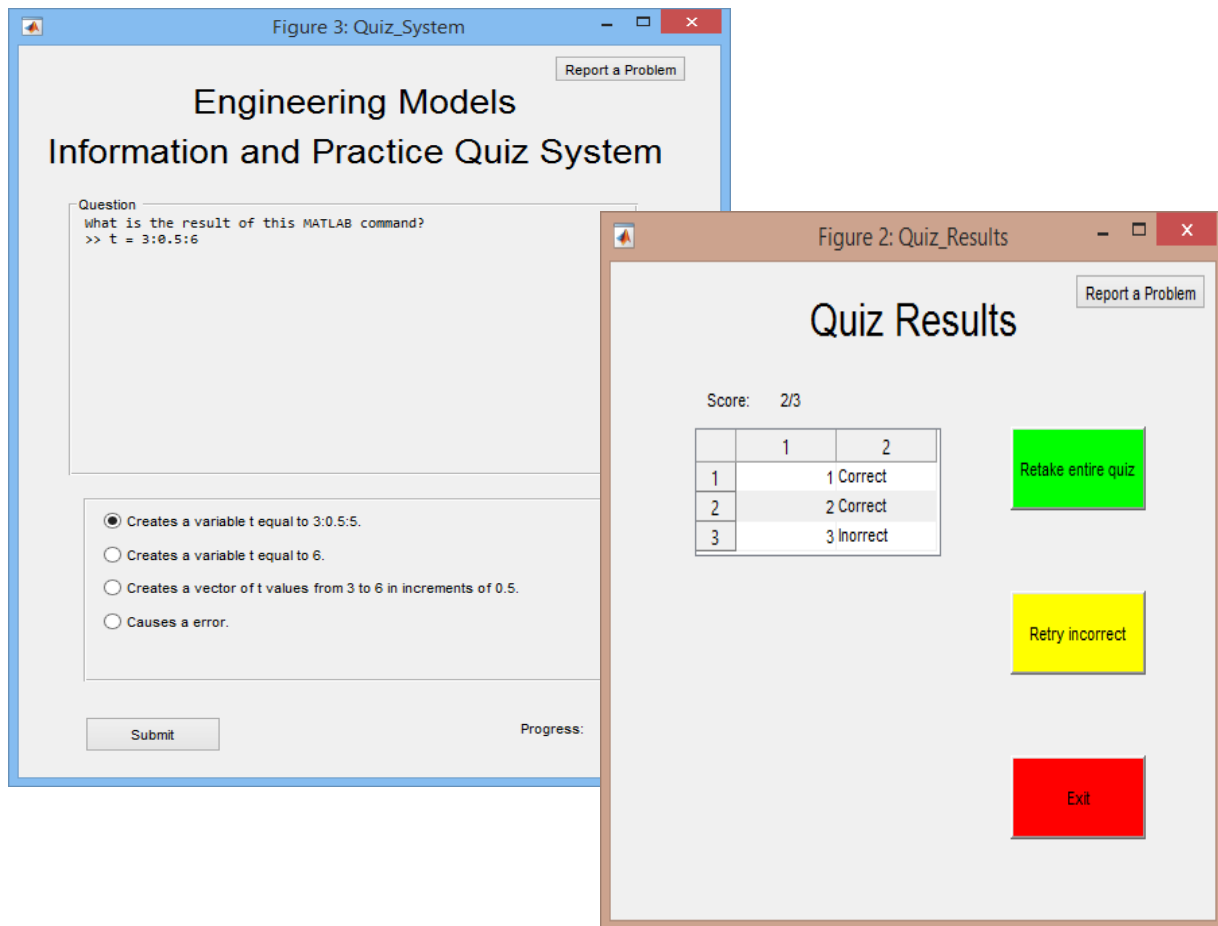 Figure 3: Quiz_System
Report a Problem
Engineering Models
Information and Practice Quiz System
Question
What is the result of this MATLAB command?
>> t = 3:0.5:6
Creates a variable t equal to 3:0.5:5.
Creates a variable t equal to 6.
Creates a vector of t values from 3 to 6 in increments of 0.5.
Causes a error.
Submit
Progress:
Figure 2: Quiz_Results
Report a Problem
Quiz Results
Score: 2/3
1 2
1 1 Correct
2 2 Correct
3 3 Inorrect
Retake entire quiz
Retry incorrect
Exit